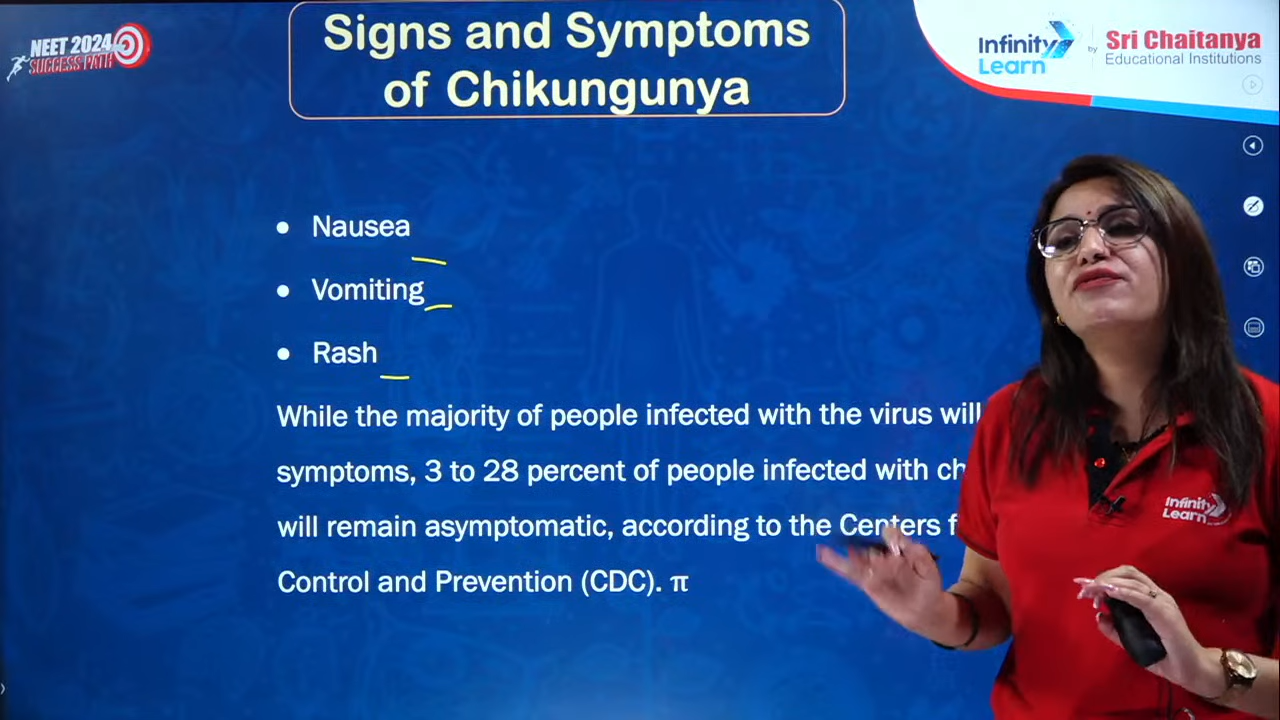 NEET 2024
SUCCESS PATH
Signs and Symptoms
of Chikungunya
Infinity
Learn
by
Sri Chaitanya
Educational Institutions
• Nausea
• Vomiting
• Rash
While the majority of people infected with the virus will
symptoms, 3 to 28 percent of people infected with ch
will remain asymptomatic, according to the Centers f
Control and Prevention (CDC). π
Infinity
Learn